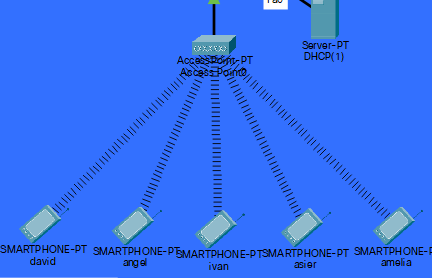 Fa0
Server-PT
DHCP(1)
AccessPoint-PT
Access Point0
SMARTPHONE-PT
david
SMARTPHONE-PT
angel
SMARTPHONE-PT
ivan
SMARTPHONE-PT
asier
SMARTPHONE-PT
amelia